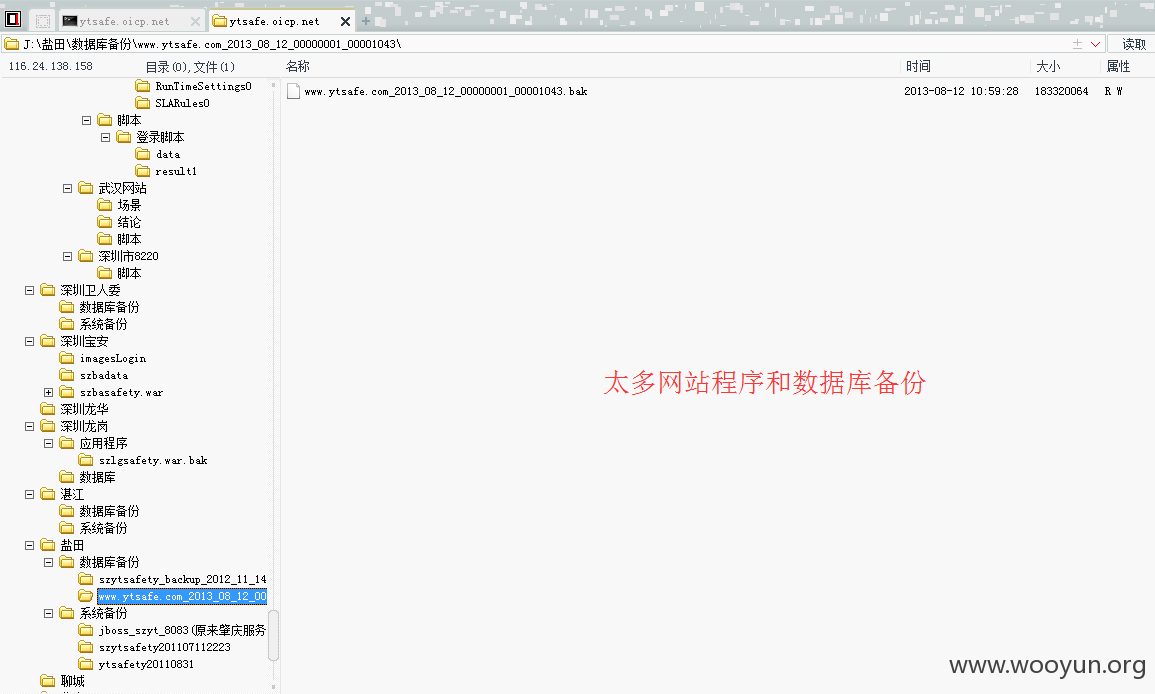 ytsafe.oicp.net
ytsafe.oicp.net
J:\盐田\数据库备份\www.ytsafe.com_2013_08_12_00000001_00001043\
读取
116.24.138.158
目录(0),文件(1)
名称
时间
大小
属性
www.ytsafe.com_2013_08_12_00000001_00001043.bak
2013-08-12 10:59:28
183320064
R W
RunTimeSettings0
SLARules0
脚本
登录脚本
data
result1
武汉网站
场景
结论
脚本
深圳市8220
脚本
深圳卫人委
数据库备份
系统备份
深圳宝安
imagesLogin
szbadata
szbasafety.war
深圳龙华
深圳龙岗
应用程序
szlgsafety.war.bak
数据库
湛江
数据库备份
系统备份
盐田
数据库备份
szytsafety_backup_2012_11_14
www.ytsafe.com_2013_08_12_00
系统备份
jboss_szyt_8083(原来肇庆服务
szytsafety201107112223
ytsafety20110831
聊城
太多网站程序和数据库备份
www.wooyun.org